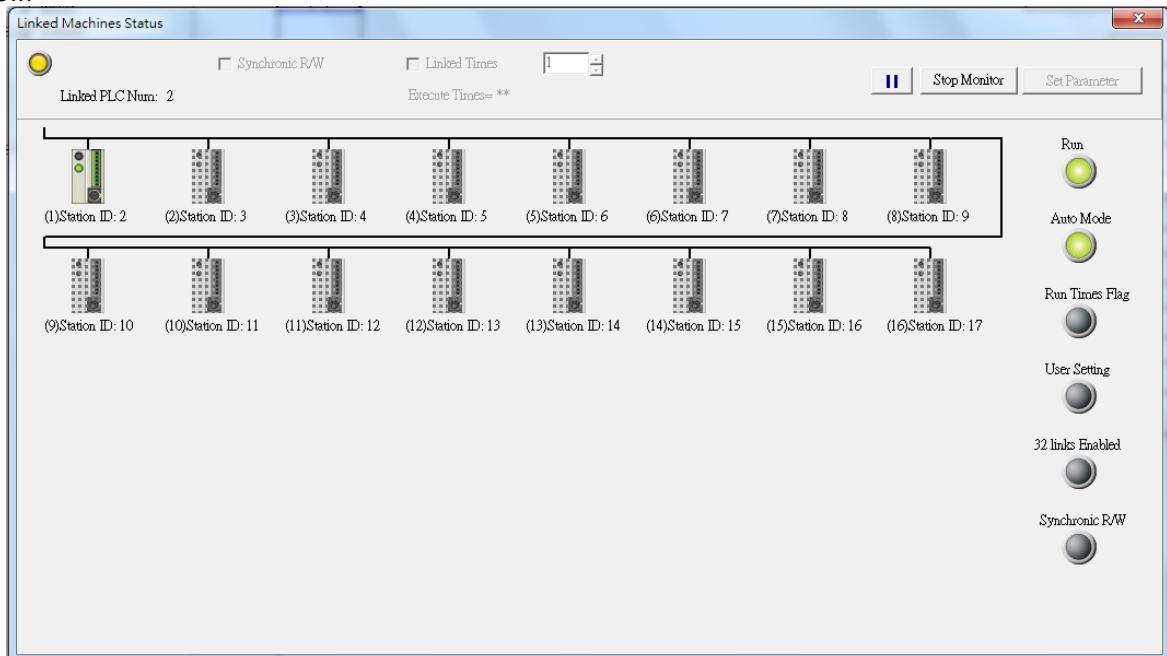 Linked Machines Status
Synchronic R/W
Linked Times
1
Stop Monitor
Set Parameter
Linked PLC Num: 2
Execute Times= **
Run
(1)Station ID: 2
(2)Station ID: 3
(3)Station ID: 4
(4)Station ID: 5
(5)Station ID: 6
(6)Station ID: 7
(7)Station ID: 8
(8)Station ID: 9
Auto Mode
Run Times Flag
(9)Station ID: 10
(10)Station ID: 11
(11)Station ID: 12
(12)Station ID: 13
(13)Station ID: 14
(14)Station ID: 15
(15)Station ID: 16
(16)Station ID: 17
User Setting
32 links Enabled
Synchronic R/W